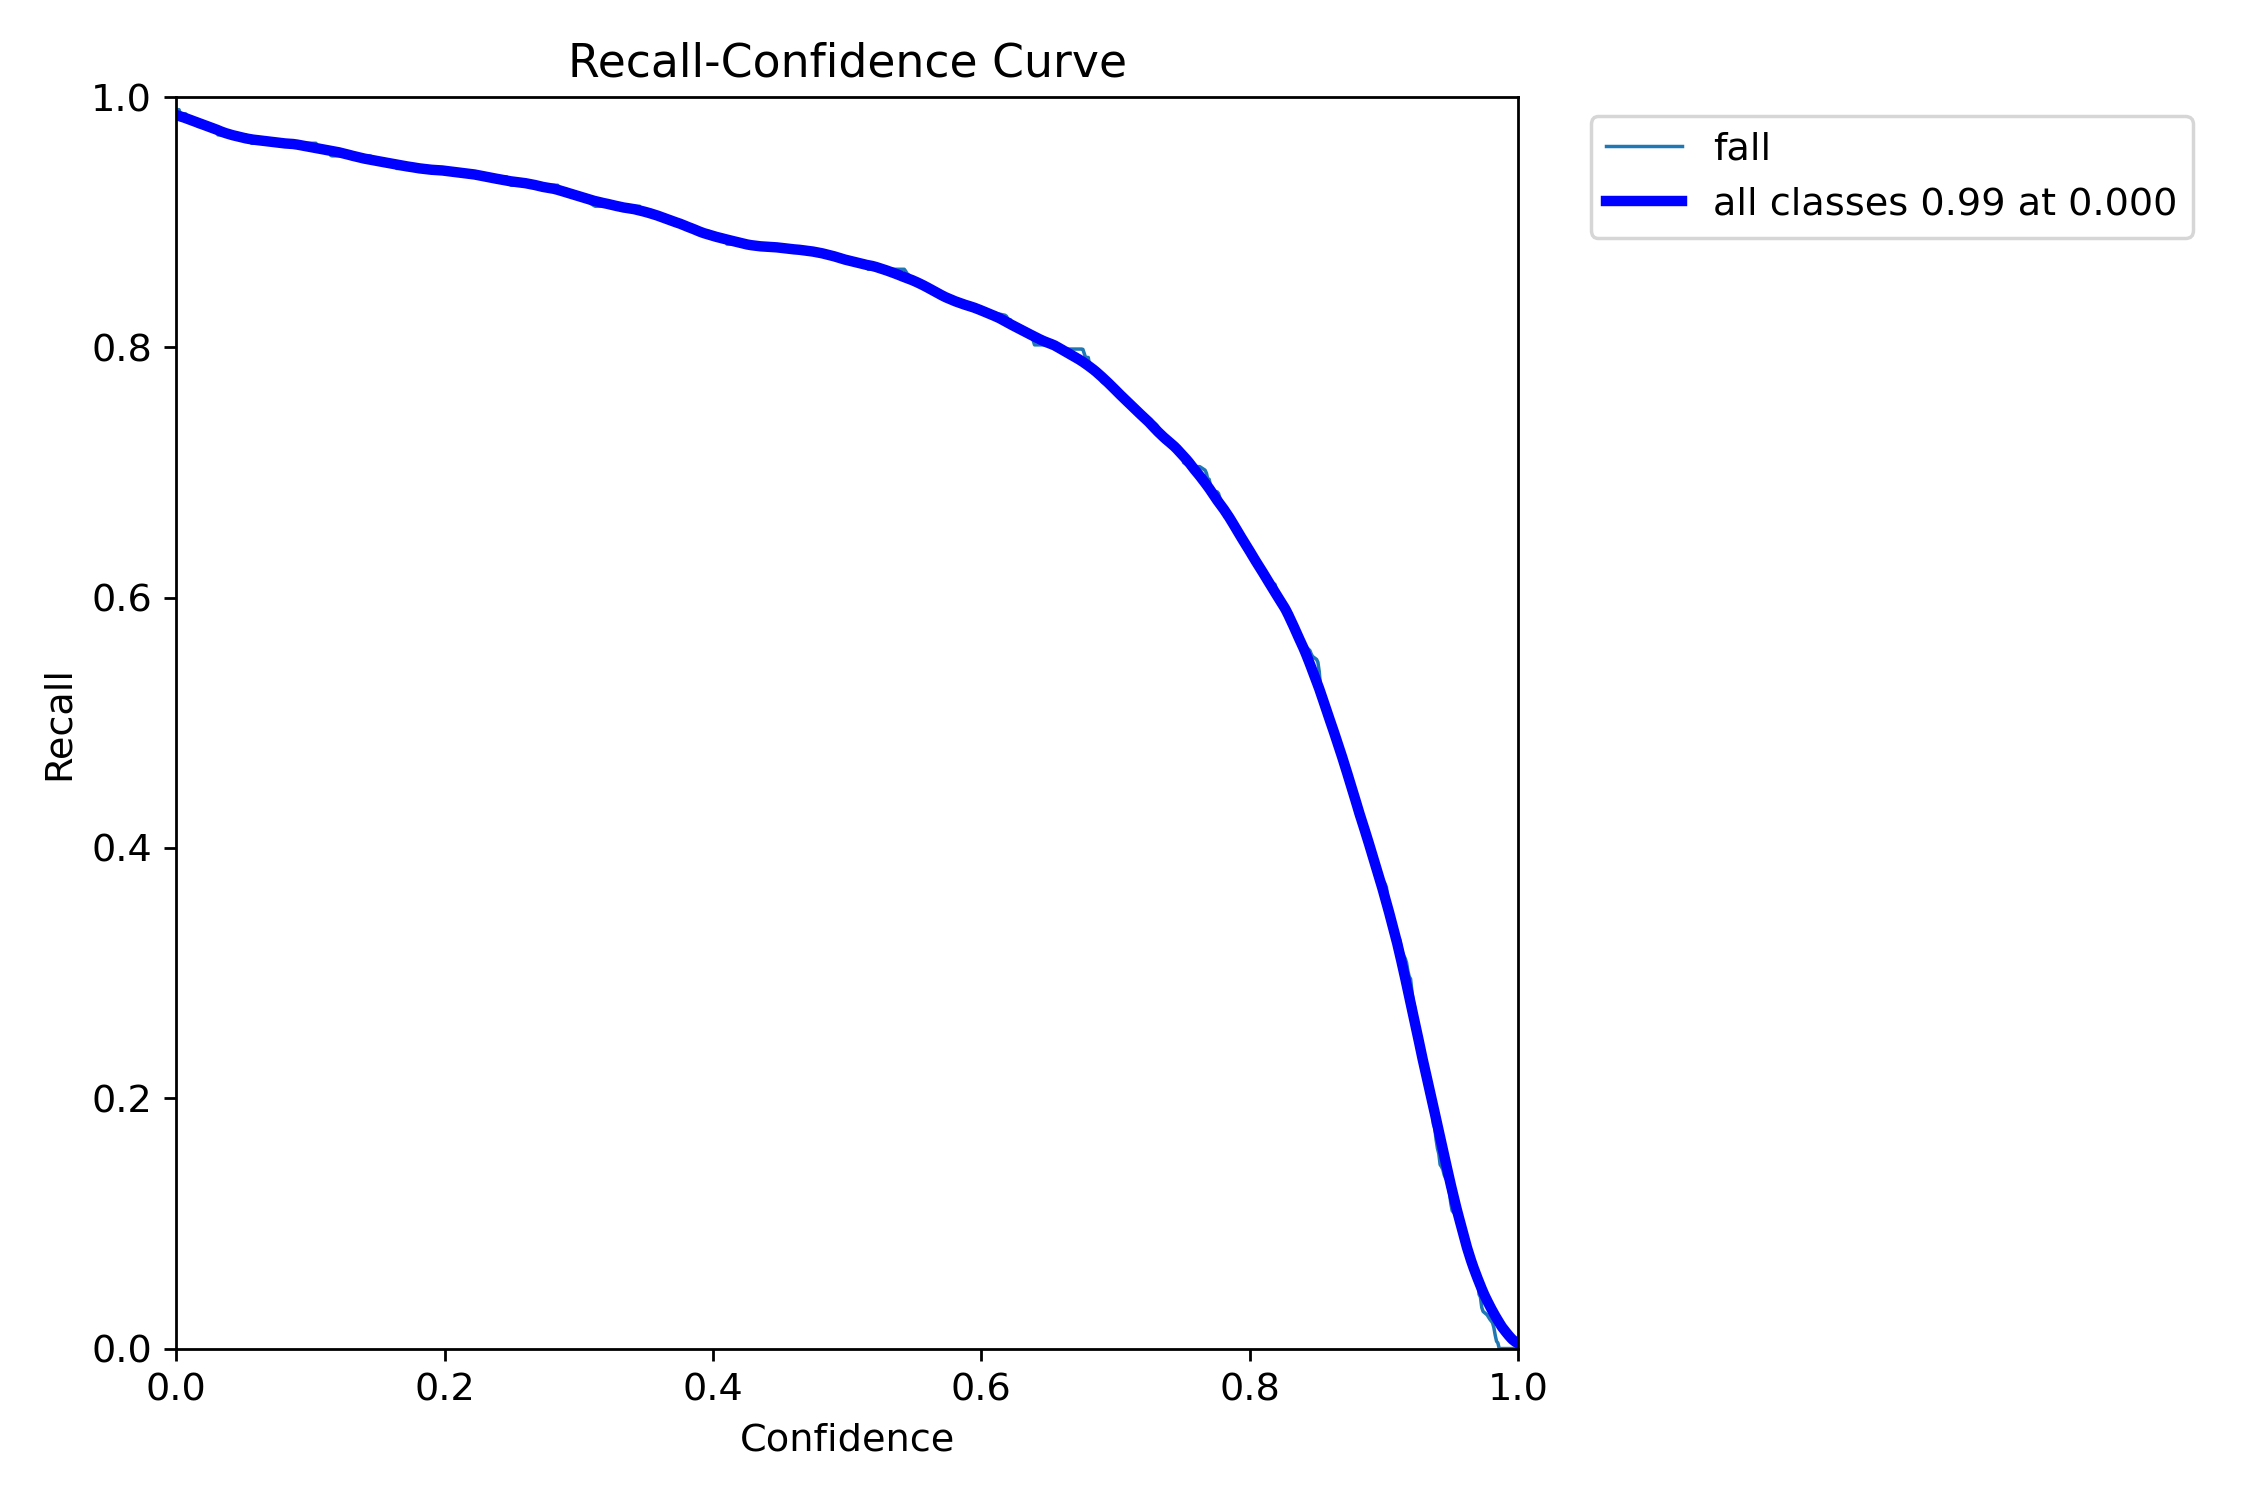 Recall-Confidence Curve
1.0
0.8
0.6
0.4
0.2
0.0
Recall
0.0 0.2 0.4 0.6 0.8 1.0
Confidence
fall
all classes 0.99 at 0.000